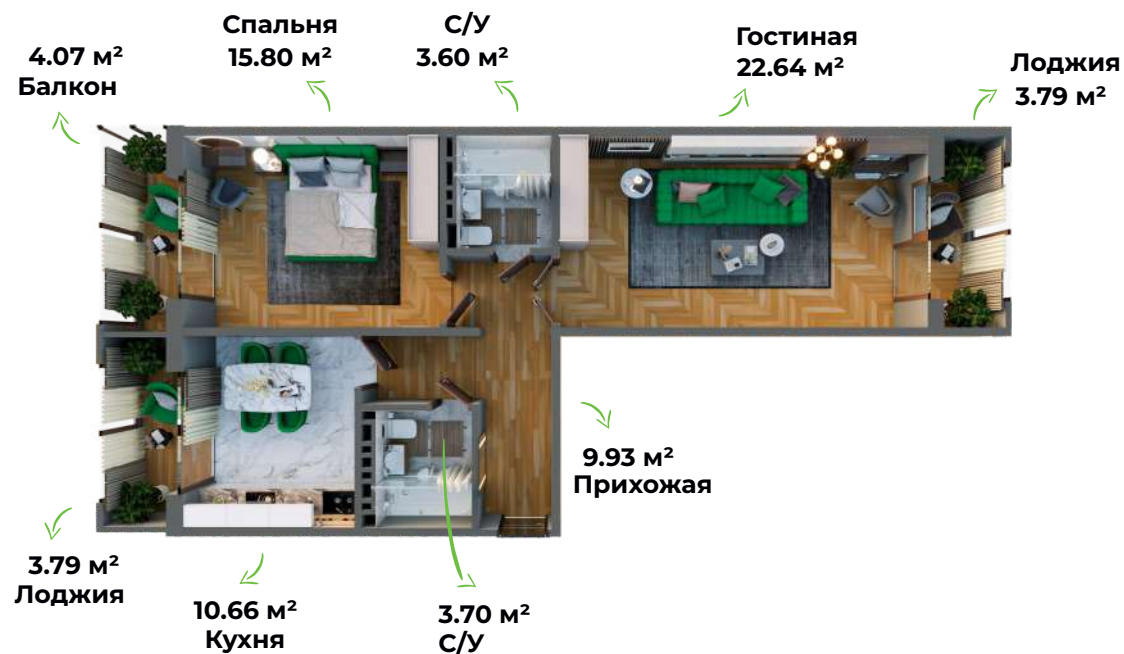 4.07 м²
Балкон
Спальня
15.80 м²
С/У
3.60 м²
Гостиная
22.64 м²
Лоджия
3.79 м²
9.93 м²
Прихожая
3.79 м²
Лоджия
10.66 м²
Кухня
3.70 м²
С/У